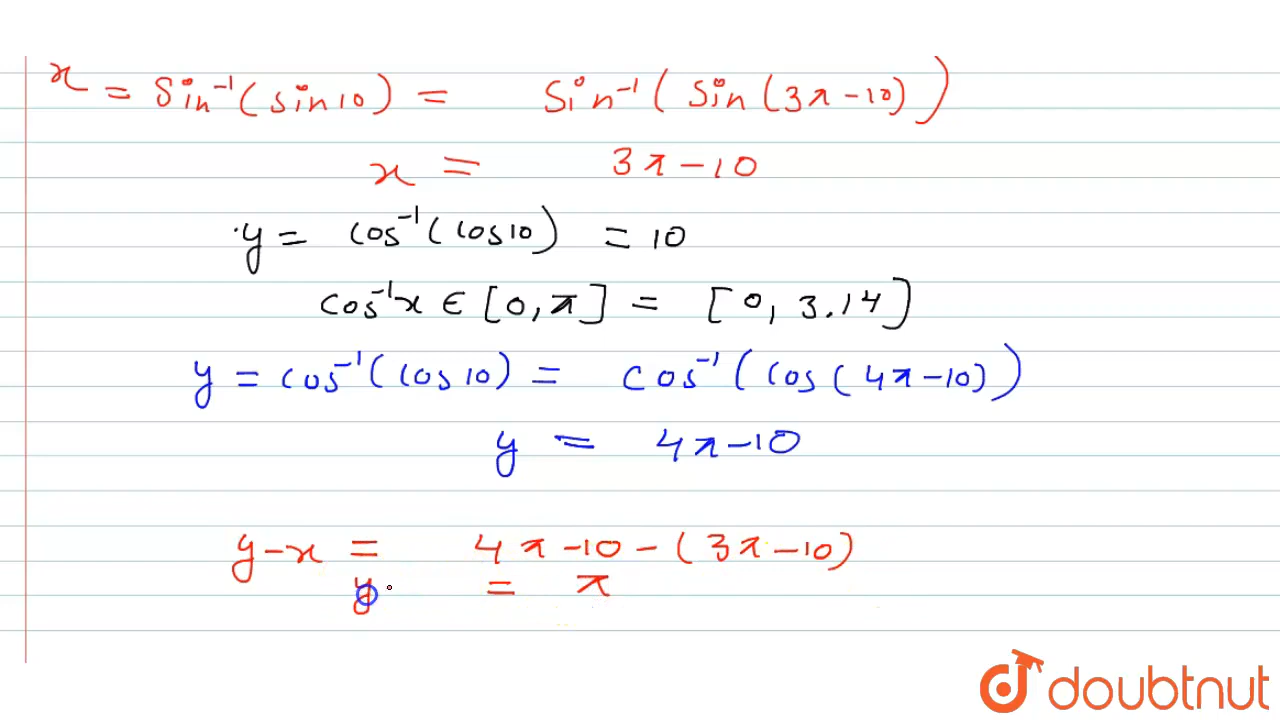 x = Sin⁻¹(sin10) = Sin⁻¹(Sin(3π-10))
x = 3π-10
y = cos⁻¹(cos10) = 10
cos⁻¹x ∈ [0,π] = [0, 3.14]
y = cos⁻¹(cos10) = cos⁻¹(cos(4π-10))
y = 4π-10
y-x = 4π-10-(3π-10)
y = π
doubtnut